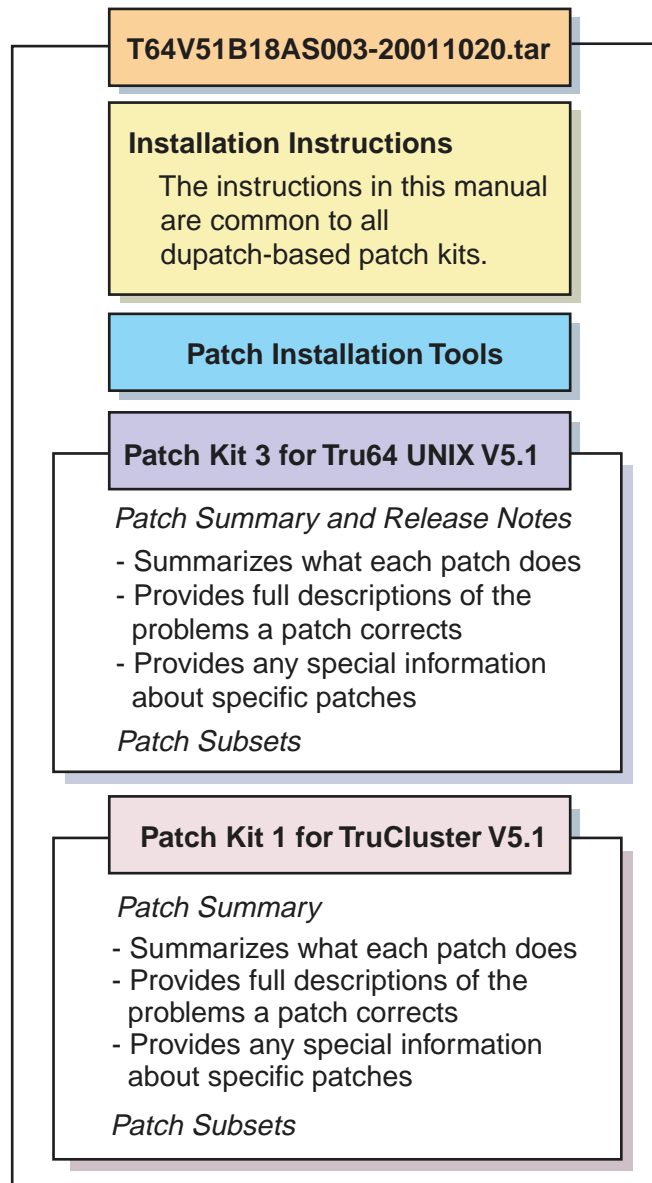 T64V51B18AS003-20011020.tar
Installation Instructions
The instructions in this manual
are common to all
dupatch-based patch kits.
Patch Installation Tools
Patch Kit 3 for Tru64 UNIX V5.1
Patch Summary and Release Notes
- Summarizes what each patch does
- Provides full descriptions of the
problems a patch corrects
- Provides any special information
about specific patches
Patch Subsets
Patch Kit 1 for TruCluster V5.1
Patch Summary
- Summarizes what each patch does
- Provides full descriptions of the
problems a patch corrects
- Provides any special information
about specific patches
Patch Subsets